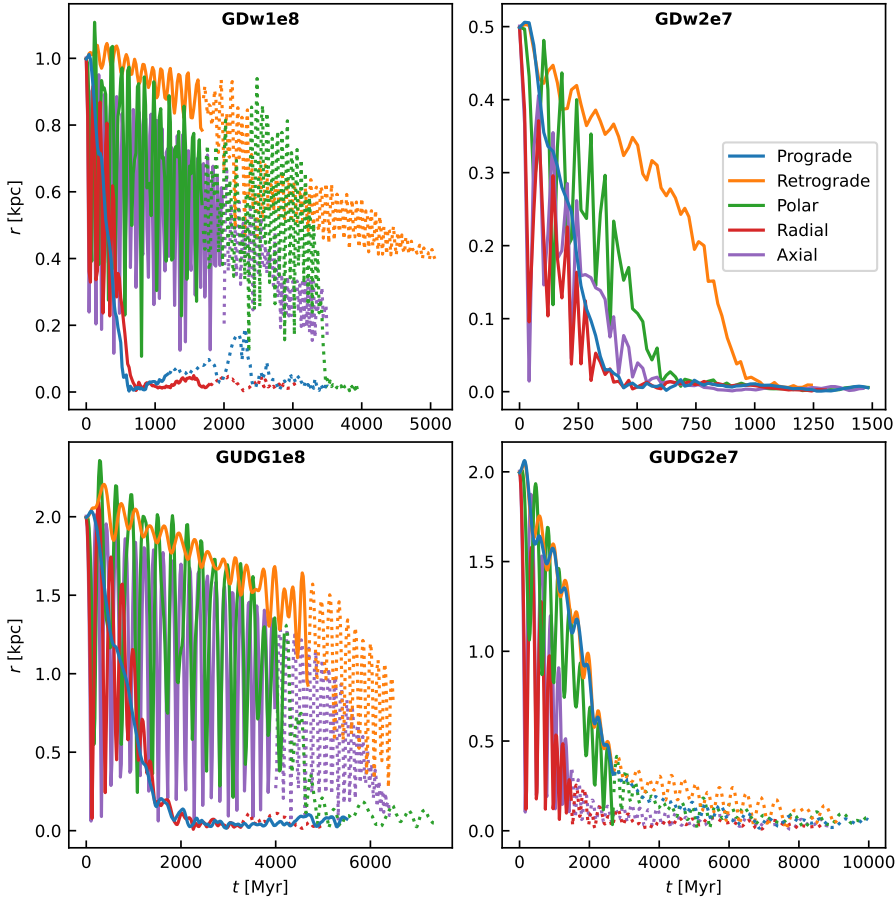 GDw1e8
r [kpc]
1.0
0.8
0.6
0.4
0.2
0.0
0 1000 2000 3000 4000 5000
GDw2e7
0.5
0.4
0.3
0.2
0.1
0.0
0 250 500 750 1000 1250 1500
Prograde
Retrograde
Polar
Radial
Axial
GUDG1e8
r [kpc]
2.0
1.5
1.0
0.5
0.0
0 2000 4000 6000
t [Myr]
GUDG2e7
2.0
1.5
1.0
0.5
0.0
0 2000 4000 6000 8000 10000
t [Myr]